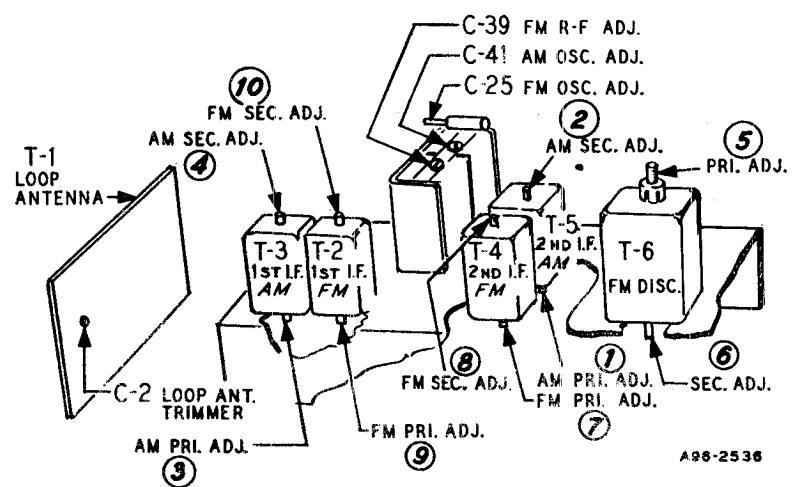 C-39 FM R-F ADJ.
C-41 AM OSC. ADJ.
C-25 FM OSC. ADJ.
10
FM SEC. ADJ.
2
AM SEC. ADJ.
5
PRI. ADJ.
AM SEC. ADJ.
4
T-1
LOOP
ANTENNA
T-3
1ST I.F.
AM
T-2
1ST I.F.
FM
T-4
2ND I.F.
FM
T-5
2ND I.F.
AM
T-6
FM DISC.
C-2 LOOP ANT.
TRIMMER
8
FM SEC. ADJ.
1
AM PRI. ADJ.
FM PRI. ADJ.
7
6
SEC. ADJ.
AM PRI. ADJ.
3
FM PRI. ADJ.
9
A96-2536